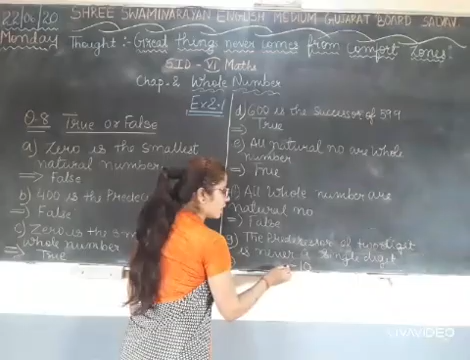 22/06/20 SHREE SWAMINARAYAN ENGLISH MEDIUM GUJARAT BOARD SADAV.
Monday Thought :- Great thing never comes from comfort zones.
STD - VI Maths
Chap-2 Whole Number
Ex 2.1
Q.8 True or False
a) Zero is the smallest
natural number.
⇒ False
b) 400 is the
⇒ False
c) Zero is the
whole number
⇒ True
d) 600 is the Successor of 599
⇒ True
e) All natural no are whole
number
⇒ True
f) All Whole number are
natural no
⇒ False
g) The Predecessor of two digit
is never a single digit
10
VIVAVIDEO